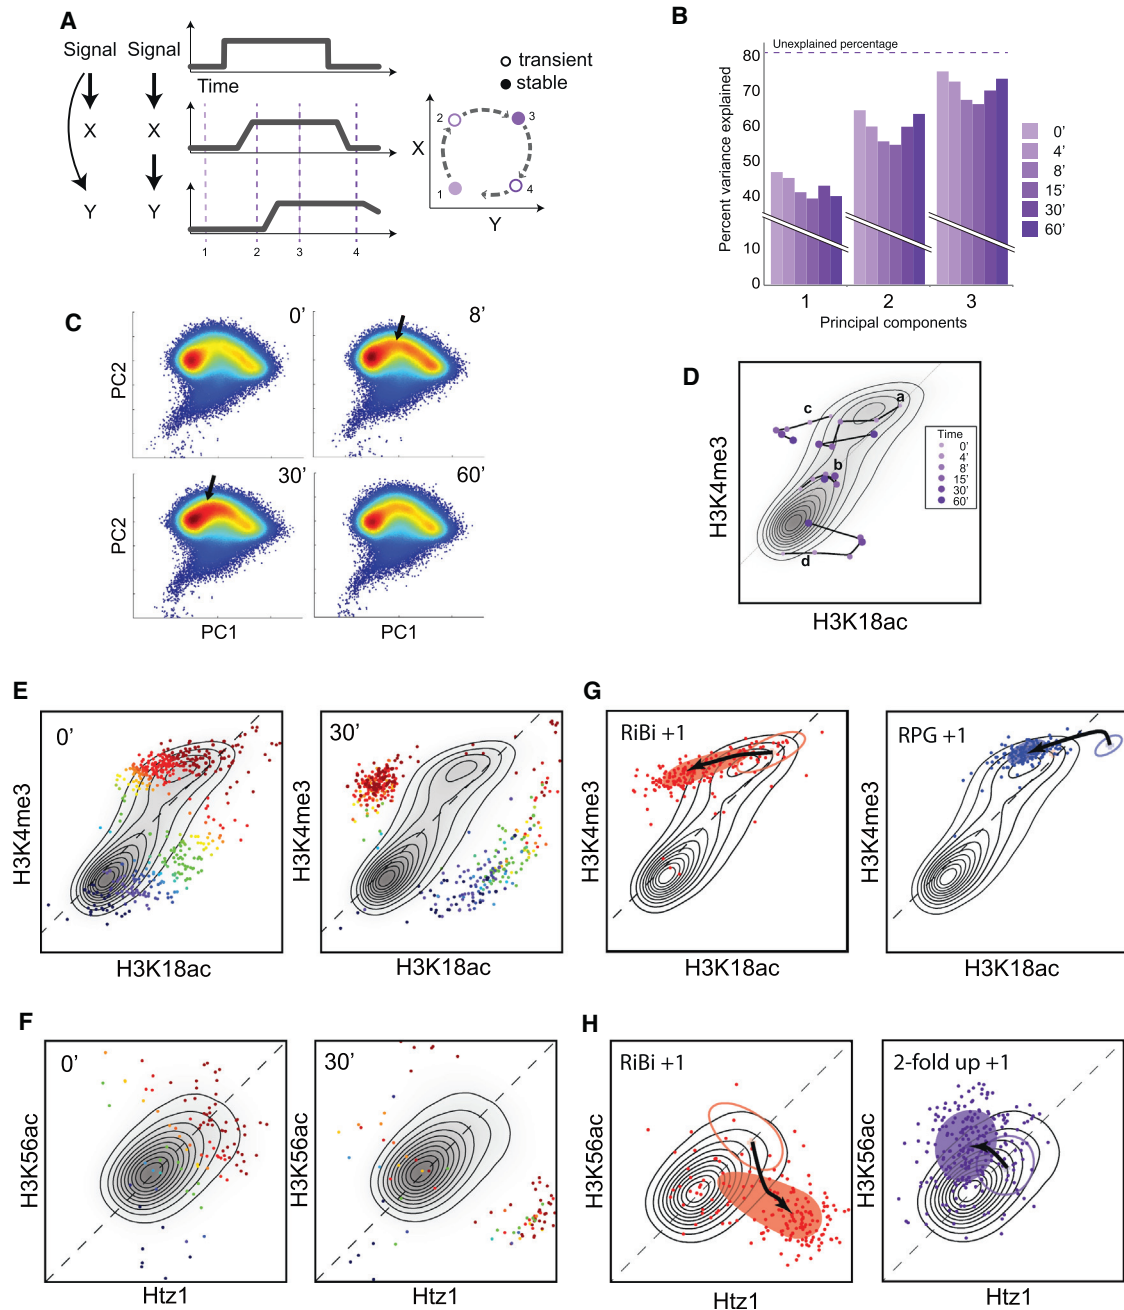 A
Signal
Signal
Time
X
X
Y
Y
1
2
3
4
transient
stable
X
2
3
1
4
Y
B
Unexplained percentage
Percent variance explained
80
60
50
40
10
0
1
2
3
Principal components
0'
4'
8'
15'
30'
60'
C
0'
8'
PC2
30'
60'
PC2
PC1
PC1
D
H3K4me3
c
a
b
d
Time
0'
4'
8'
15'
30'
60'
H3K18ac
E
0'
H3K4me3
H3K18ac
30'
H3K4me3
H3K18ac
G
RiBi +1
H3K4me3
H3K18ac
RPG +1
H3K4me3
H3K18ac
F
0'
H3K56ac
Htz1
30'
H3K56ac
Htz1
H
RiBi +1
H3K56ac
Htz1
2-fold up +1
H3K56ac
Htz1